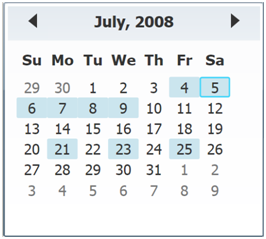 July, 2008
Su Mo Tu We Th Fr Sa
29 30 1 2 3 4 5
6 7 8 9 10 11 12
13 14 15 16 17 18 19
20 21 22 23 24 25 26
27 28 29 30 31 1 2
3 4 5 6 7 8 9